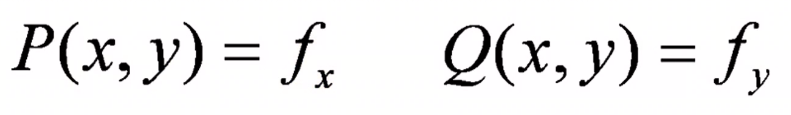 P(x, y) = f_x    Q(x, y) = f_y